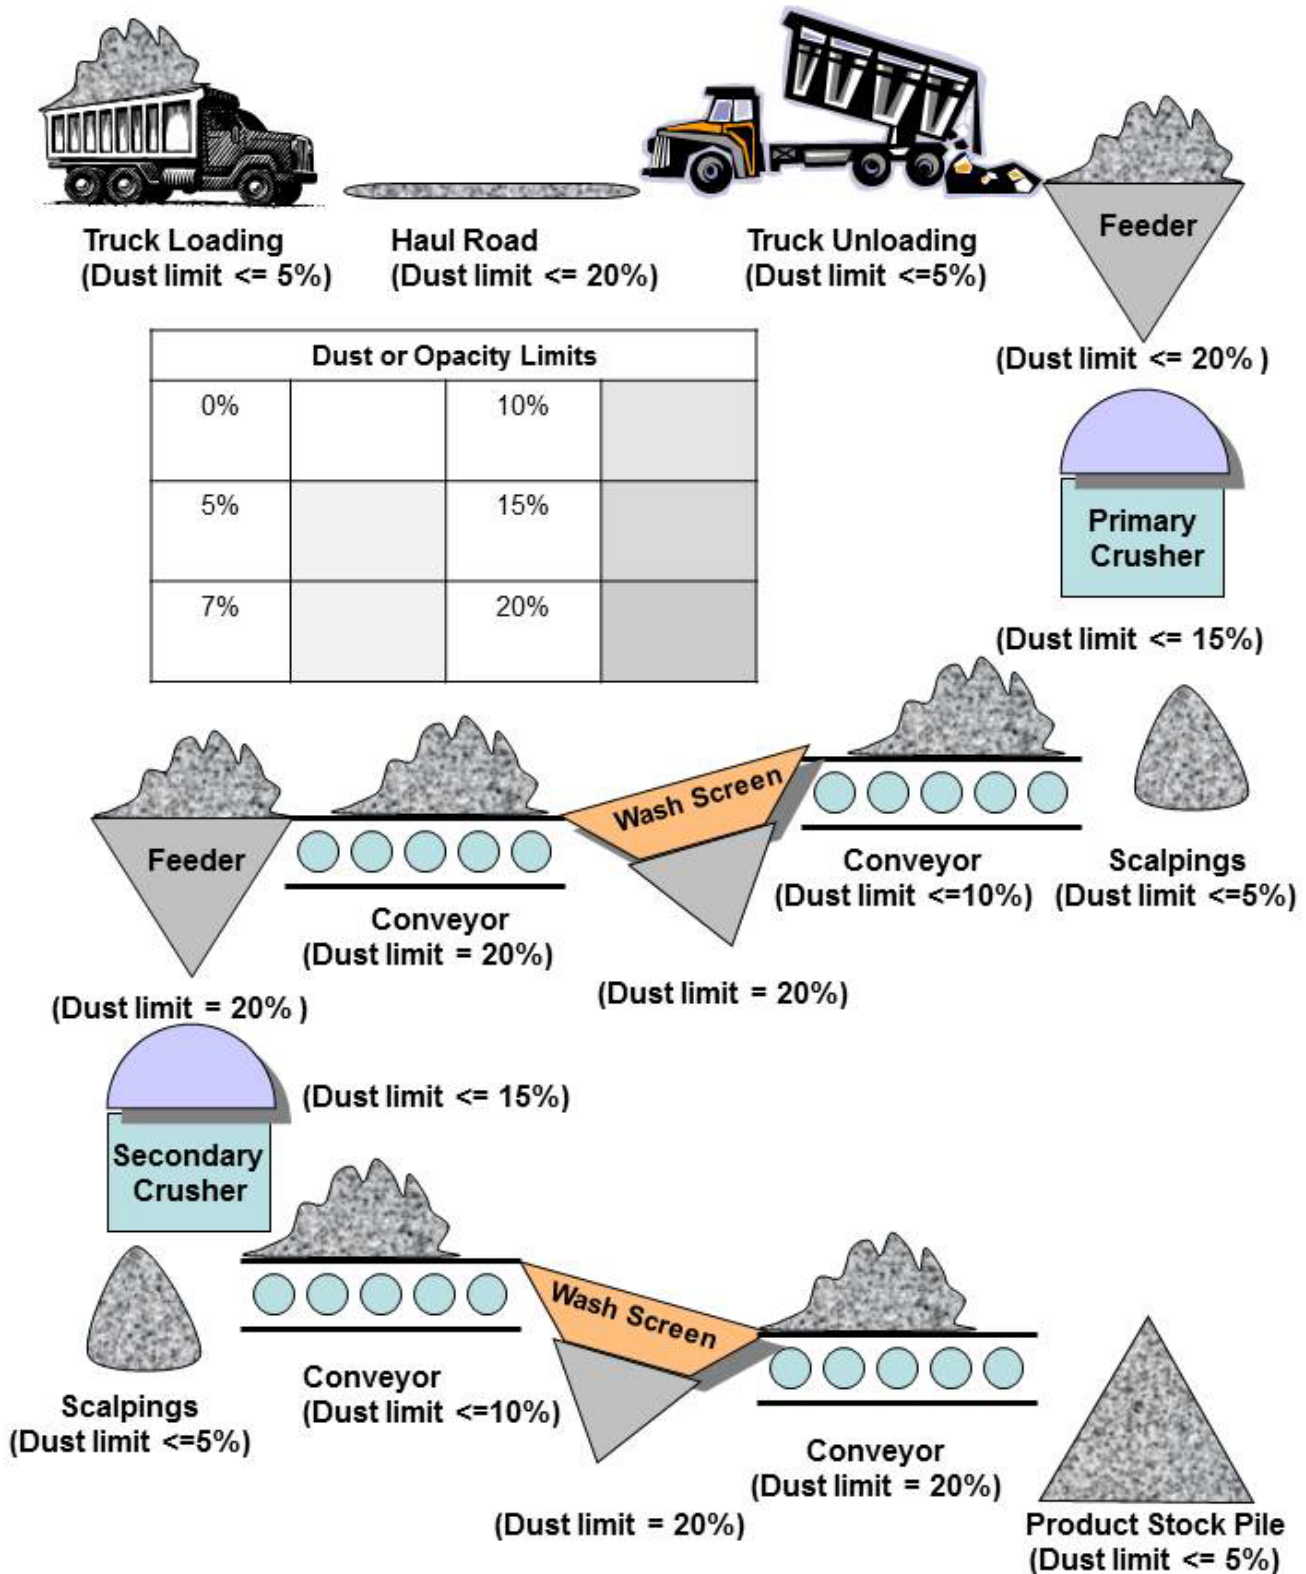 Truck Loading
(Dust limit <= 5%)
Haul Road
(Dust limit <= 20%)
Truck Unloading
(Dust limit <=5%)
Feeder
(Dust limit <= 20% )
Dust or Opacity Limits
0% 10%
5% 15%
7% 20%
Primary
Crusher
(Dust limit <= 15%)
Scalpings
(Dust limit <=5%)
Conveyor
(Dust limit <=10%)
Wash Screen
(Dust limit = 20%)
Conveyor
(Dust limit = 20%)
Feeder
(Dust limit = 20% )
Secondary
Crusher
(Dust limit <= 15%)
Scalpings
(Dust limit <=5%)
Conveyor
(Dust limit <=10%)
Wash Screen
(Dust limit = 20%)
Conveyor
(Dust limit = 20%)
Product Stock Pile
(Dust limit <= 5%)